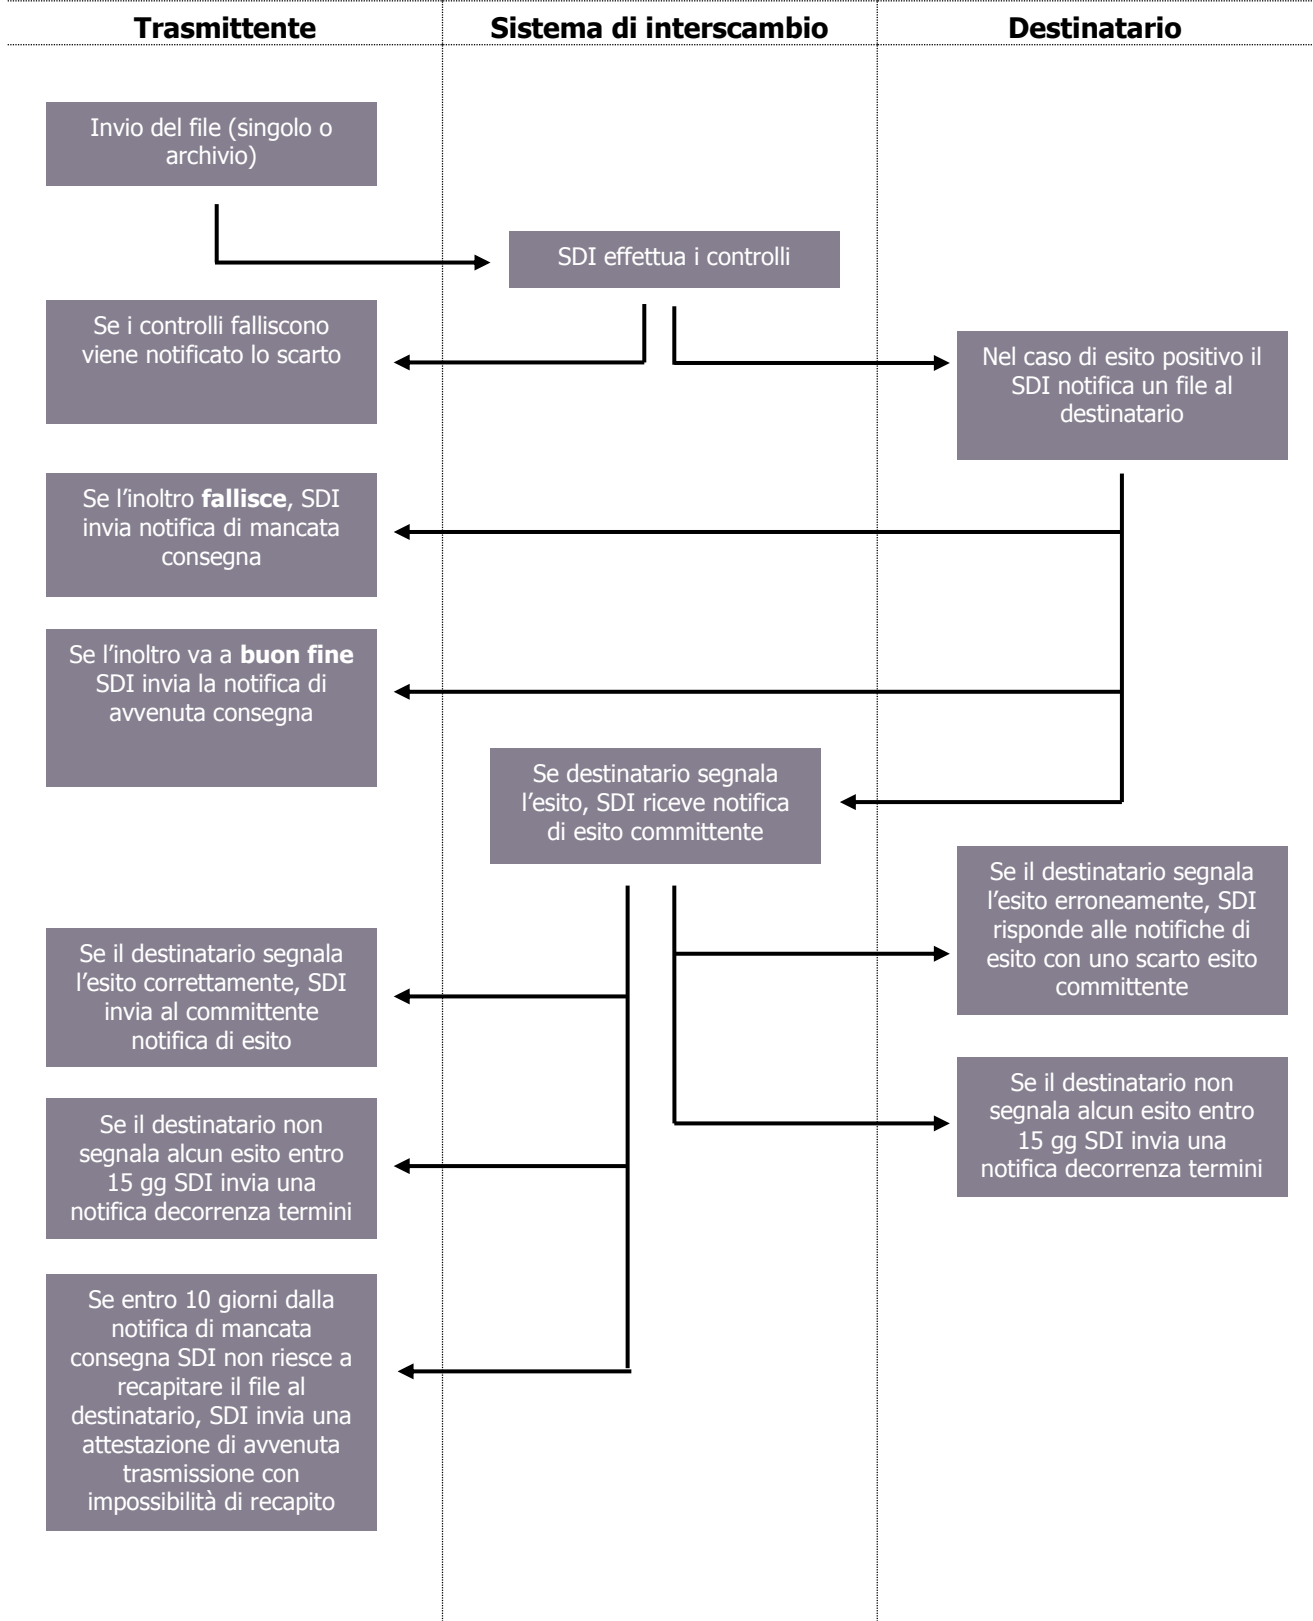 Trasmittente
Sistema di interscambio
Destinatario
Invio del file (singolo o
archivio)
SDI effettua i controlli
Se i controlli falliscono
viene notificato lo scarto
Nel caso di esito positivo il
SDI notifica un file al
destinatario
Se l’inoltro fallisce, SDI
invia notifica di mancata
consegna
Se l’inoltro va a buon fine
SDI invia la notifica di
avvenuta consegna
Se destinatario segnala
l’esito, SDI riceve notifica
di esito committente
Se il destinatario segnala
l’esito erroneamente, SDI
risponde alle notifiche di
esito con uno scarto esito
committente
Se il destinatario segnala
l’esito correttamente, SDI
invia al committente
notifica di esito
Se il destinatario non
segnala alcun esito entro
15 gg SDI invia una
notifica decorrenza termini
Se il destinatario non
segnala alcun esito entro
15 gg SDI invia una
notifica decorrenza termini
Se entro 10 giorni dalla
notifica di mancata
consegna SDI non riesce a
recapitare il file al
destinatario, SDI invia una
attestazione di avvenuta
trasmissione con
impossibilità di recapito